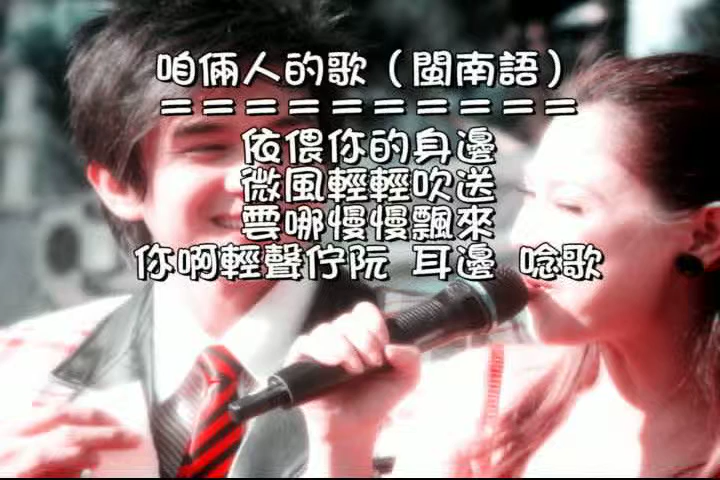 咱倆人的歌（閩南語）
==========
依偎你的身邊
微風輕輕吹送
雲哪慢慢飄來
你啊輕聲佇阮 耳邊 唸歌